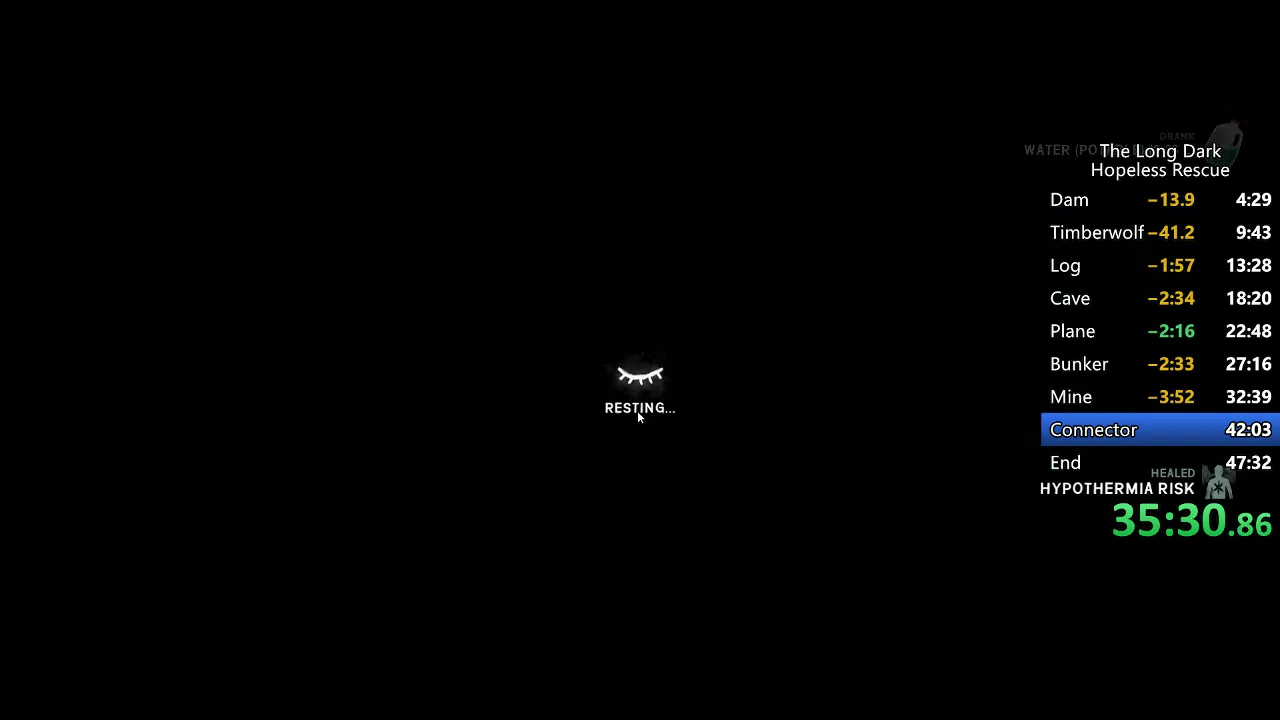 DRANK
WATER (POTABLE)
The Long Dark
Hopeless Rescue
Dam −13.9 4:29
Timberwolf −41.2 9:43
Log −1:57 13:28
Cave −2:34 18:20
Plane −2:16 22:48
Bunker −2:33 27:16
Mine −3:52 32:39
RESTING...
Connector 42:03
End 47:32
HEALED
HYPOTHERMIA RISK
35:30.86